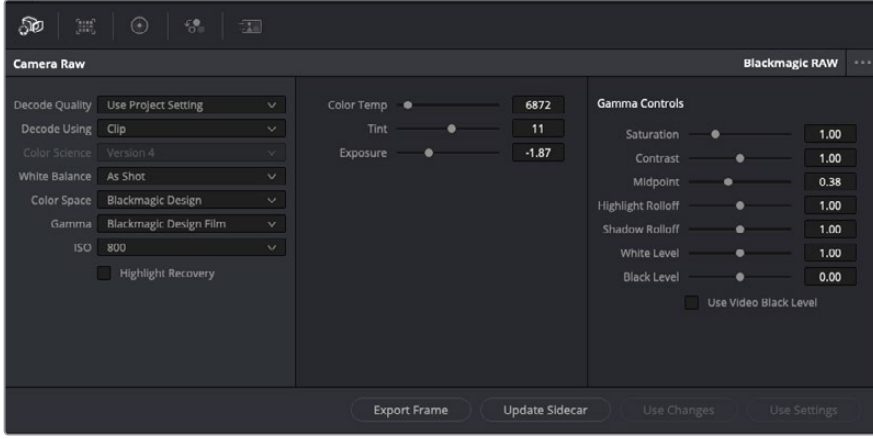 Camera Raw
Blackmagic RAW
Decode Quality Use Project Setting
Decode Using Clip
Color Science Version 4
White Balance As Shot
Color Space Blackmagic Design
Gamma Blackmagic Design Film
ISO 800
Highlight Recovery
Color Temp 6872
Tint 11
Exposure -1.87
Gamma Controls
Saturation 1.00
Contrast 1.00
Midpoint 0.38
Highlight Rolloff 1.00
Shadow Rolloff 1.00
White Level 1.00
Black Level 0.00
Use Video Black Level
Export Frame
Update Sidecar
Use Changes
Use Settings